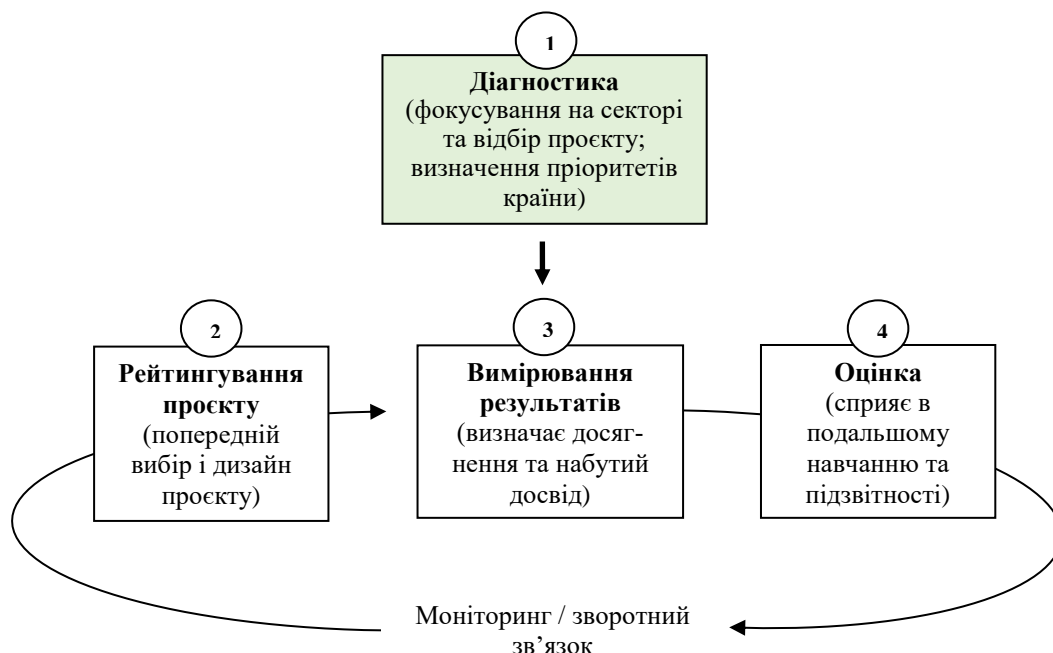 1
Діагностика
(фокусування на секторі
та відбір проєкту;
визначення пріоритетів
країни)
2
Рейтингування
проєкту
(попередній
вибір і дизайн
проєкту)
3
Вимірювання
результатів
(визначає досяг-
нення та набутий
досвід)
4
Оцінка
(сприяє в
подальшому
навчанню та
підзвітності)
Моніторинг / зворотний
зв’язок